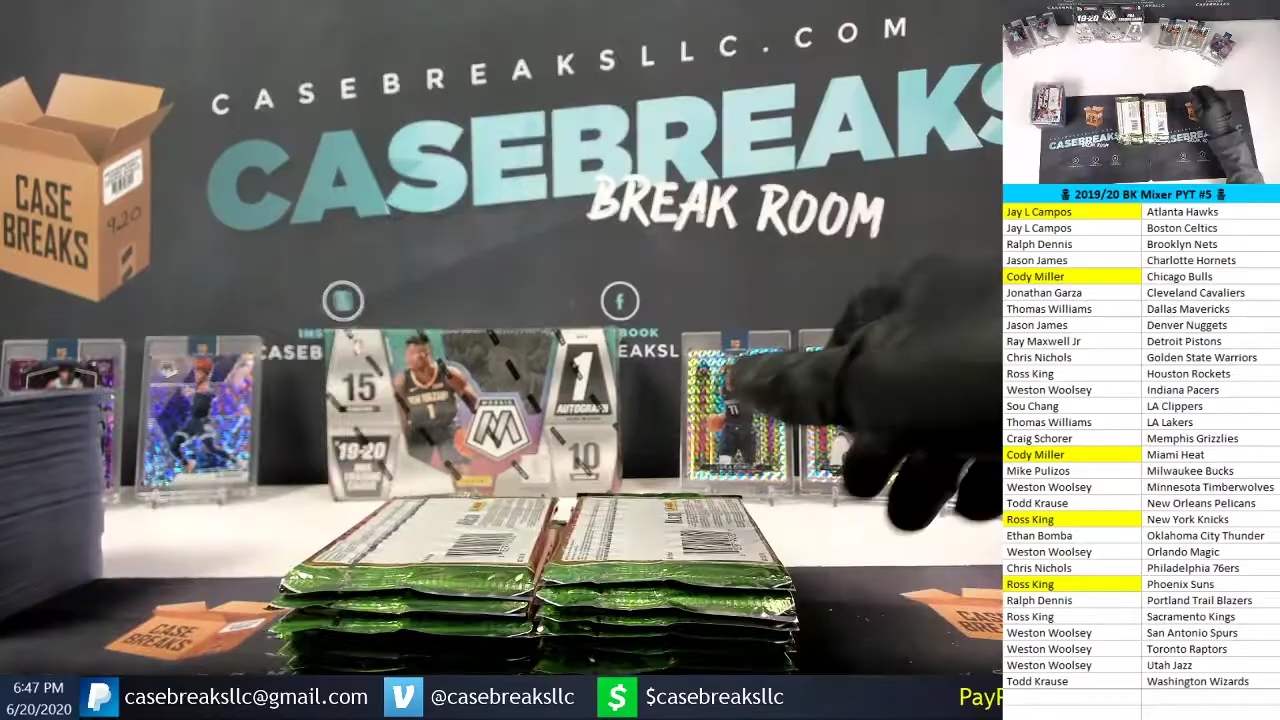 CASEBREAKSLLC.COM
CASEBREAKS
BREAK ROOM
CASE
BREAKS
920
15
19-20
MOSAIC
1
AUTOGRAPH
10
CASE
BREAKS
CASEBREAKS
2019/20 BK Mixer PYT #5
Jay L Campos Atlanta Hawks
Jay L Campos Boston Celtics
Ralph Dennis Brooklyn Nets
Jason James Charlotte Hornets
Cody Miller Chicago Bulls
Jonathan Garza Cleveland Cavaliers
Thomas Williams Dallas Mavericks
Jason James Denver Nuggets
Ray Maxwell Jr Detroit Pistons
Chris Nichols Golden State Warriors
Ross King Houston Rockets
Weston Woolsey Indiana Pacers
Sou Chang LA Clippers
Thomas Williams LA Lakers
Craig Schorer Memphis Grizzlies
Cody Miller Miami Heat
Mike Pulizos Milwaukee Bucks
Weston Woolsey Minnesota Timberwolves
Todd Krause New Orleans Pelicans
Ross King New York Knicks
Ethan Bomba Oklahoma City Thunder
Weston Woolsey Orlando Magic
Chris Nichols Philadelphia 76ers
Ross King Phoenix Suns
Ralph Dennis Portland Trail Blazers
Ross King Sacramento Kings
Weston Woolsey San Antonio Spurs
Weston Woolsey Toronto Raptors
Weston Woolsey Utah Jazz
Todd Krause Washington Wizards
6:47 PM
6/20/2020
casebreaksllc@gmail.com
@casebreaksllc
$casebreaksllc
PayP